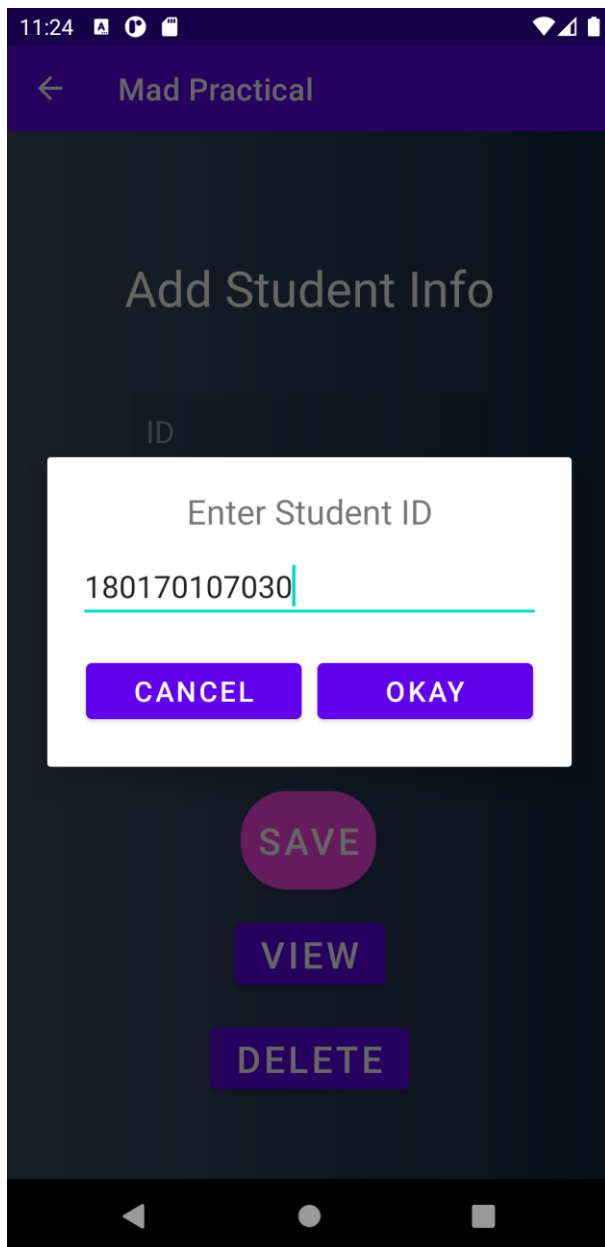 11:24
Mad Practical
Add Student Info
ID
Enter Student ID
180170107030
CANCEL OKAY
SAVE
VIEW
DELETE